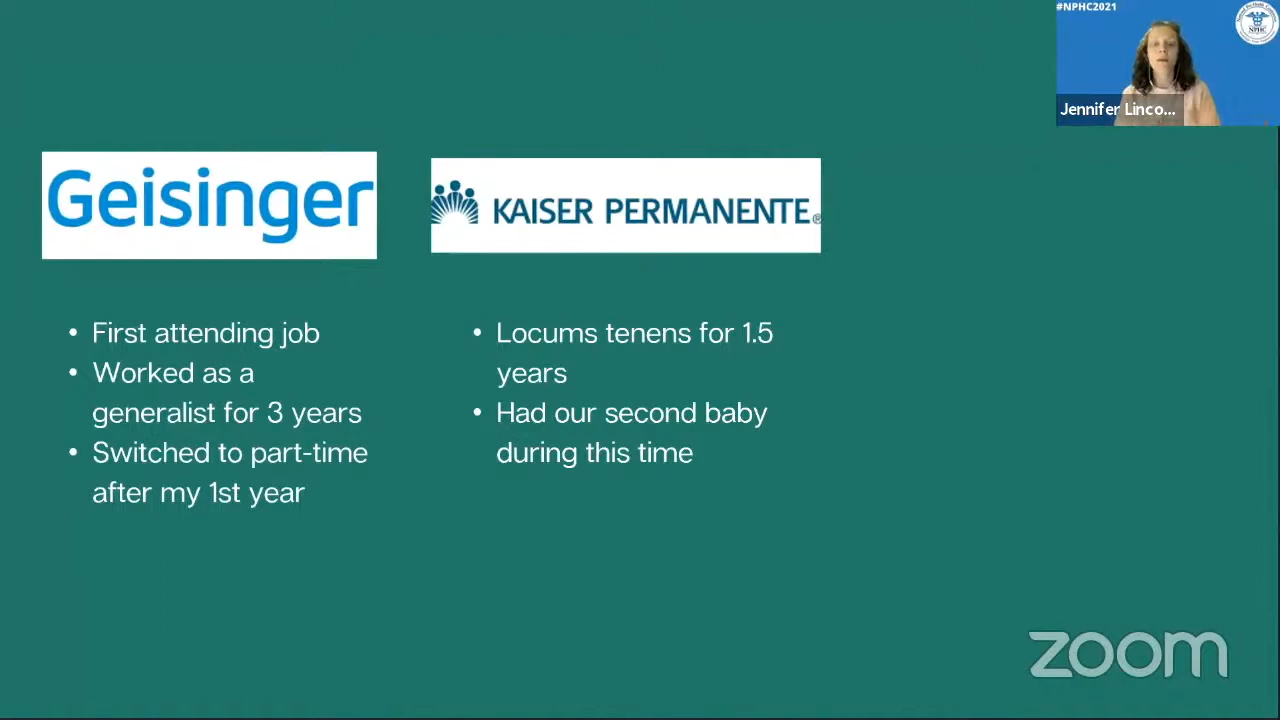 #NPHC2021
NPHC
Jennifer Linco...
Geisinger
KAISER PERMANENTE®
• First attending job
• Worked as a
generalist for 3 years
• Switched to part-time
after my 1st year
• Locums tenens for 1.5
years
• Had our second baby
during this time
zoom